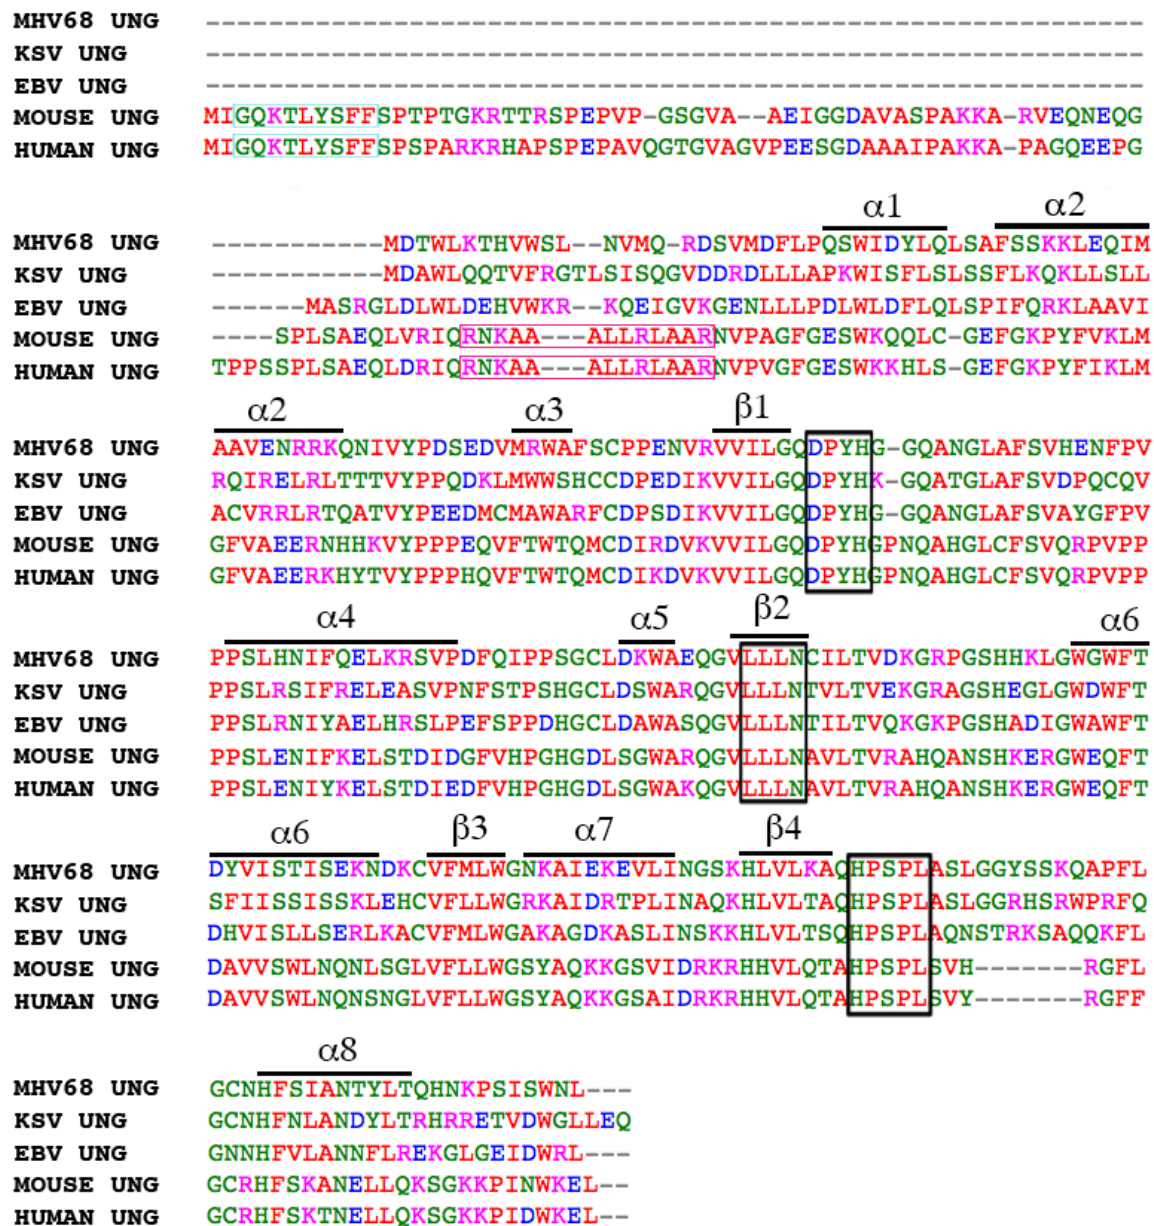 MHV68 UNG ------------------------------------------------------------------------
KSV UNG ------------------------------------------------------------------------
EBV UNG ------------------------------------------------------------------------
MOUSE UNG MIGQKTLYSFFSPTPTGKRTTRSPEPVP-GSGVA--AEIGGDAVASPAKKA-RVEQNEQG
HUMAN UNG MIGQKTLYSFFSPSPARKRHAPSPEPAVQGTGVAGVPEESGDAAAIPAKKA-PAGQEEPG
α1 α2
MHV68 UNG -----------MDTWLKTHVWSL--NVMQ-RDSVMDFLPQSWIDYLQLSAFSSKKLEQIM
KSV UNG -----------MDAWLQQTVFRGTLSISQGVDDRDLLLAPKWISFLSLSSFLKQKLLSLL
EBV UNG ------MASRGLDLWLDEHVWKR--KQEIGVKGENLLLPDLWLDFLQLSPIFQRKLAAVI
MOUSE UNG ----SPLSAEQLVRIQRNKAA---ALLRLAARNVPAGFGESWKQQLC-GEFGKPYFVKLM
HUMAN UNG TPPSSPLSAEQLDRIQRNKAA---ALLRLAARNVPVGFGESWKKHLS-GEFGKPYFIKLM
α2 α3 β1
MHV68 UNG AAVENRRKQNIVYPDSEDVMRWAFSCPPENVRVVILGQDPYHG-GQANGLAFSVHENFPV
KSV UNG RQIRELRLTTTVYPPQDKLMWWSHCCDPEDIKVVILGQDPYHK-GQATGLAFSVDPQCQV
EBV UNG ACVRRLRTQATVYPEEDMCMAWARFCDPSDIKVVILGQDPYHG-GQANGLAFSVAYGFPV
MOUSE UNG GFVAEERNHHKVYPPPEQVFTWTQMCDIRDVKVVILGQDPYHGPNQAHGLCFSVQRPVPP
HUMAN UNG GFVAEERKHYTVYPPPHQVFTWTQMCDIKDVKVVILGQDPYHGPNQAHGLCFSVQRPVPP
α4 α5 β2 α6
MHV68 UNG PPSLHNIFQELKRSVPDFQIPPSGCLDKWAEQGVLLLNCILTVDKGRPGSHHKLGWGWFT
KSV UNG PPSLRSIFRELEASVPNFSTPSHGCLDSWARQGVLLLNTVLTVEKGRAGSHEGLGWDWFT
EBV UNG PPSLRNIYAELHRSLPEFSPPDHGCLDAWASQGVLLLNTILTVQKGKPGSHADIGWAWFT
MOUSE UNG PPSLENIFKELSTDIDGFVHPGHGDLSGWARQGVLLLNAVLTVRAHQANSHKERGWEQFT
HUMAN UNG PPSLENIYKELSTDIEDFVHPGHGDLSGWAKQGVLLLNAVLTVRAHQANSHKERGWEQFT
α6 β3 α7 β4
MHV68 UNG DYVISTISEKNDKCVFMLWGNKAIEKEVLINGSKHLVLKAQHPSPLASLGGYSSKQAPFL
KSV UNG SFIISSISSKLEHCVFLLWGRKAIDRTPLINAQKHLVLTAQHPSPLASLGGRHSRWPRFQ
EBV UNG DHVISLLSERLKACVFMLWGAKAGDKASLINSKKHLVLTSQHPSPLAQNSTRKSAQQKFL
MOUSE UNG DAVVSWLNQNLSGLVFLLWGSYAQKKGSVIDRKRHHVLQTAHPSPLSVH-------RGFL
HUMAN UNG DAVVSWLNQNSNGLVFLLWGSYAQKKGSAIDRKRHHVLQTAHPSPLSVY-------RGFF
α8
MHV68 UNG GCNHFSIANTYLTQHNKPSISWNL---
KSV UNG GCNHFNLANDYLTRHRRETVDWGLLEQ
EBV UNG GNNHFVLANNFLREKGLGEIDWRL---
MOUSE UNG GCRHFSKANELLQKSGKKPINWKEL--
HUMAN UNG GCRHFSKTNELLQKSGKKPIDWKEL--